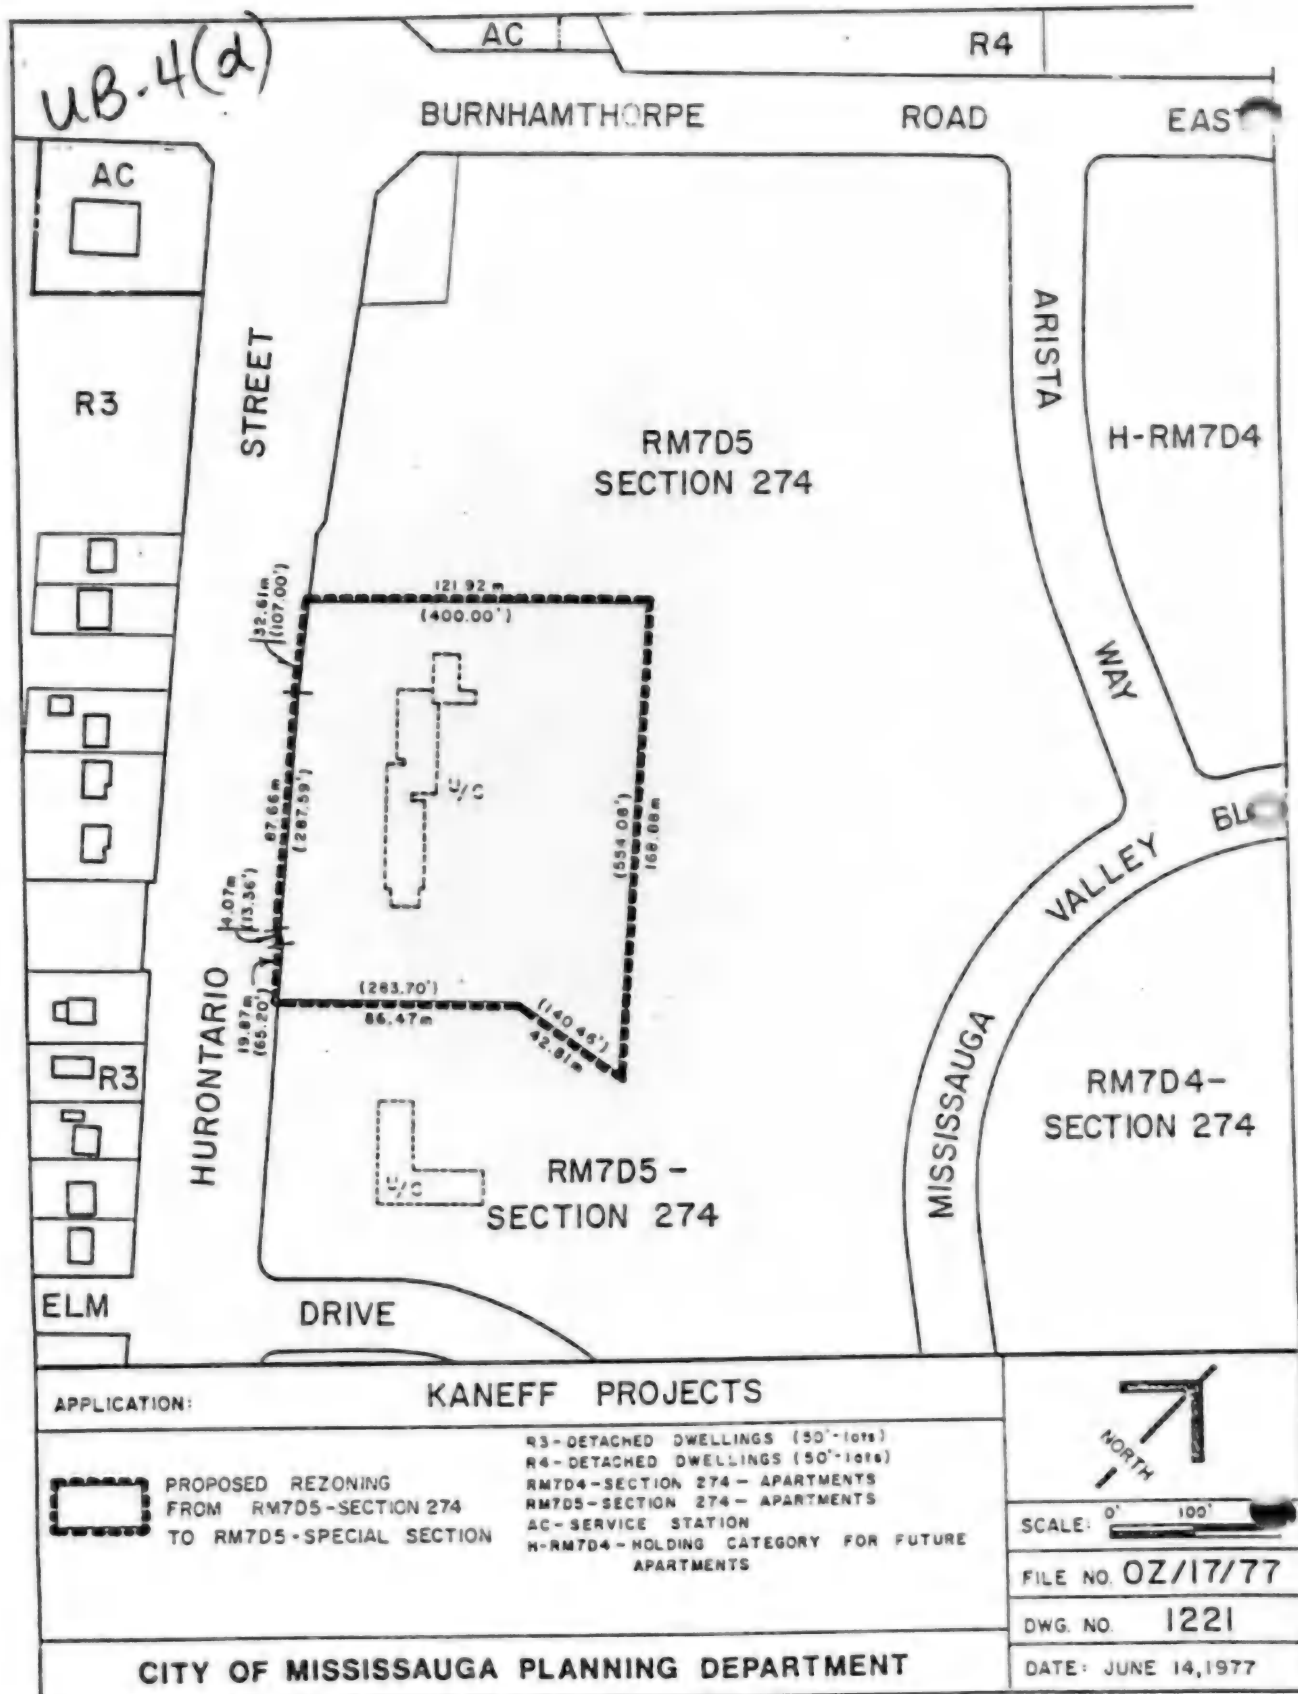 UB-4(d)
AC
R4
BURNHAMTHORPE ROAD EAST
AC
R3
STREET
ARISTA
WAY
RM7D5
SECTION 274
H-RM7D4
121.92 m
(400.00')
32.61m
(107.00')
87.66m
(287.59')
U/C
(554.08')
168.88m
4.07m
(13.36')
19.87m
(65.20')
(283.70')
86.47m
(140.46')
42.81m
HURONTARIO
R3
MISSISSAUGA
VALLEY
RM7D4-
SECTION 274
U/C
RM7D5-
SECTION 274
ELM DRIVE
APPLICATION: KANEFF PROJECTS
PROPOSED REZONING
FROM RM7D5-SECTION 274
TO RM7D5-SPECIAL SECTION
R3-DETACHED DWELLINGS (50'-lots)
R4-DETACHED DWELLINGS (50'-lots)
RM7D4-SECTION 274- APARTMENTS
RM7D5-SECTION 274- APARTMENTS
AC-SERVICE STATION
H-RM7D4-HOLDING CATEGORY FOR FUTURE
APARTMENTS
NORTH
SCALE: 0' 100'
FILE NO. OZ/17/77
DWG. NO. 1221
DATE: JUNE 14,1977
CITY OF MISSISSAUGA PLANNING DEPARTMENT